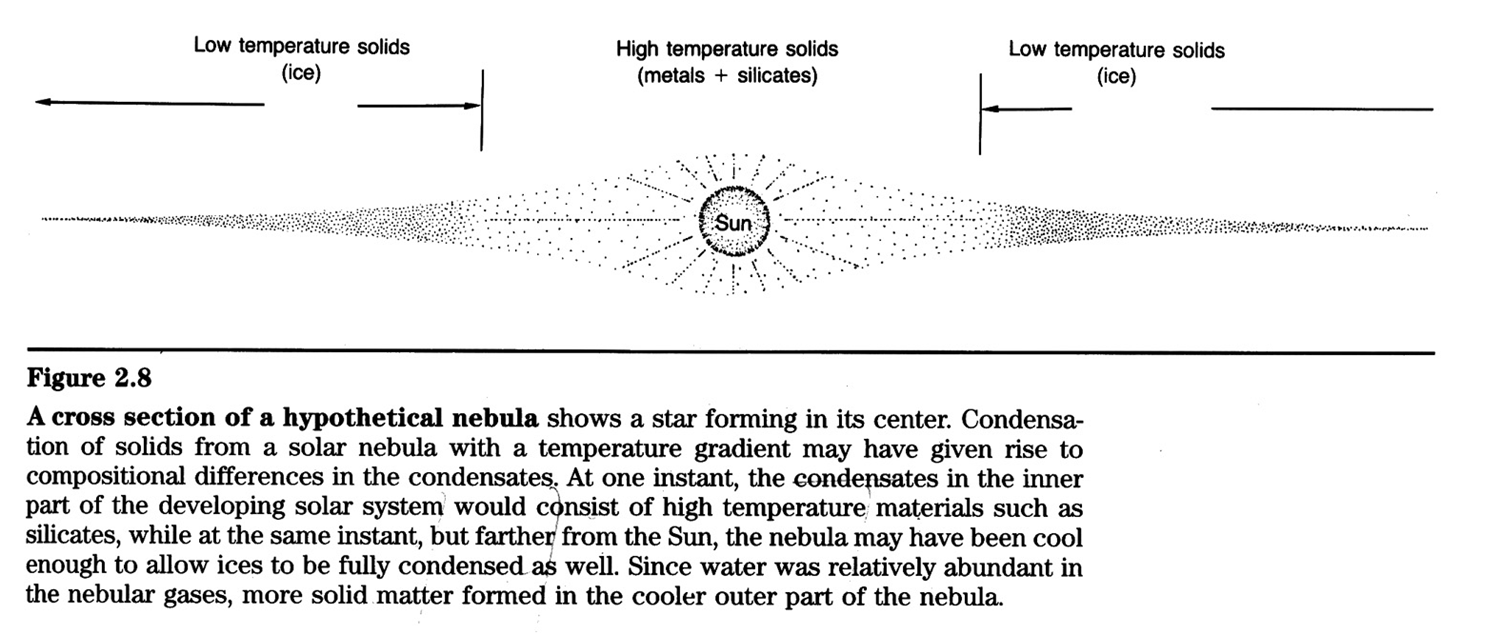 Low temperature solids
(ice)
High temperature solids
(metals + silicates)
Low temperature solids
(ice)
Sun
Figure 2.8
A cross section of a hypothetical nebula shows a star forming in its center. Condensa-
tion of solids from a solar nebula with a temperature gradient may have given rise to
compositional differences in the condensates. At one instant, the condensates in the inner
part of the developing solar system would consist of high temperature materials such as
silicates, while at the same instant, but farther from the Sun, the nebula may have been cool
enough to allow ices to be fully condensed as well. Since water was relatively abundant in
the nebular gases, more solid matter formed in the cooler outer part of the nebula.